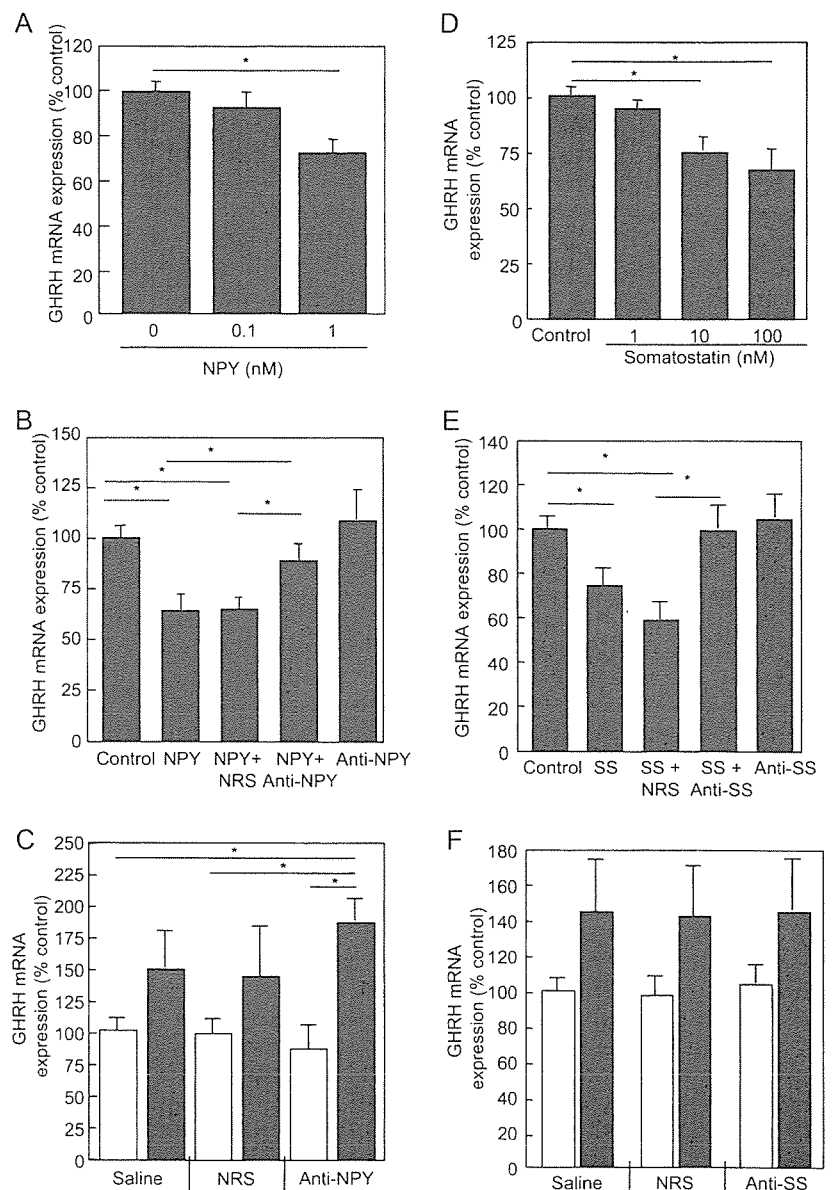 A
GHRH mRNA expression (% control)
120
100
80
60
40
20
0
*
0 0.1 1
NPY (nM)
D
GHRH mRNA
expression (% control)
125
100
75
50
25
0
*
*
Control 1 10 100
Somatostatin (nM)
B
GHRH mRNA expression (% control)
150
125
100
75
50
25
0
*
*
*
*
Control NPY NPY+ NPY+ Anti-NPY
NRS Anti-NPY
E
GHRH mRNA expression (% control)
140
120
100
80
60
40
20
0
*
*
*
Control SS SS + SS + Anti-SS
NRS Anti-SS
C
GHRH mRNA
expression (% control)
250
225
200
175
150
125
100
75
50
25
0
*
*
*
Saline NRS Anti-NPY
F
GHRH mRNA
expression (% control)
180
160
140
120
100
80
60
40
20
0
Saline NRS Anti-SS